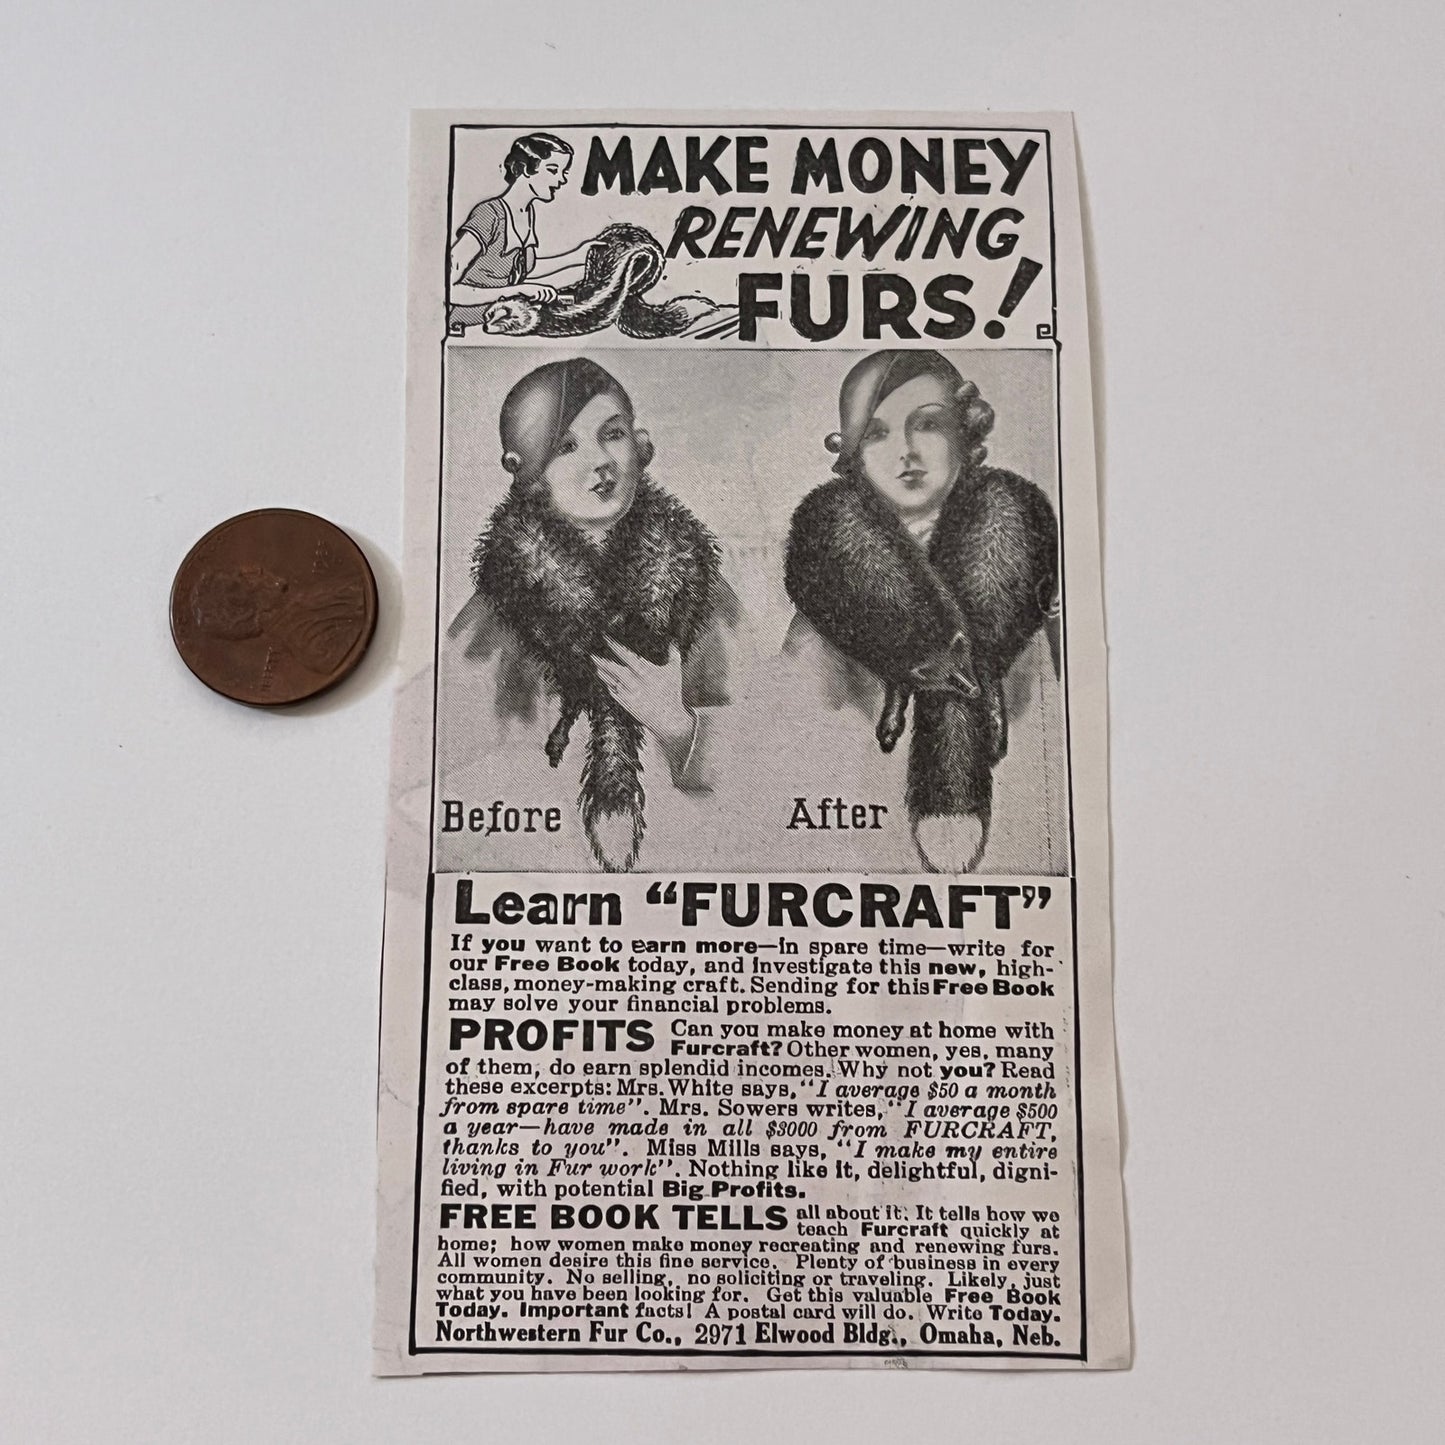 MAKE MONEY
RENEWING
FURS!
Before
After
Learn "FURCRAFT"
If you want to earn more—in spare time—write for
our Free Book today, and investigate this new, high-
class, money-making craft. Sending for this Free Book
may solve your financial problems.
PROFITS Can you make money at home with
Furcraft? Other women, yes, many
of them, do earn splendid incomes. Why not you? Read
these excerpts: Mrs. White says, "I average $50 a month
from spare time". Mrs. Sowers writes, "I average $500
a year—have made in all $3000 from FURCRAFT,
thanks to you". Miss Mills says, "I make my entire
living in Fur work". Nothing like it, delightful, digni-
fied, with potential Big Profits.
FREE BOOK TELLS all about it. It tells how we
teach Furcraft quickly at
home; how women make money recreating and renewing furs.
All women desire this fine service. Plenty of business in every
community. No selling, no soliciting or traveling. Likely, just
what you have been looking for. Get this valuable Free Book
Today. Important facts! A postal card will do. Write Today.
Northwestern Fur Co., 2971 Elwood Bldg., Omaha, Neb.